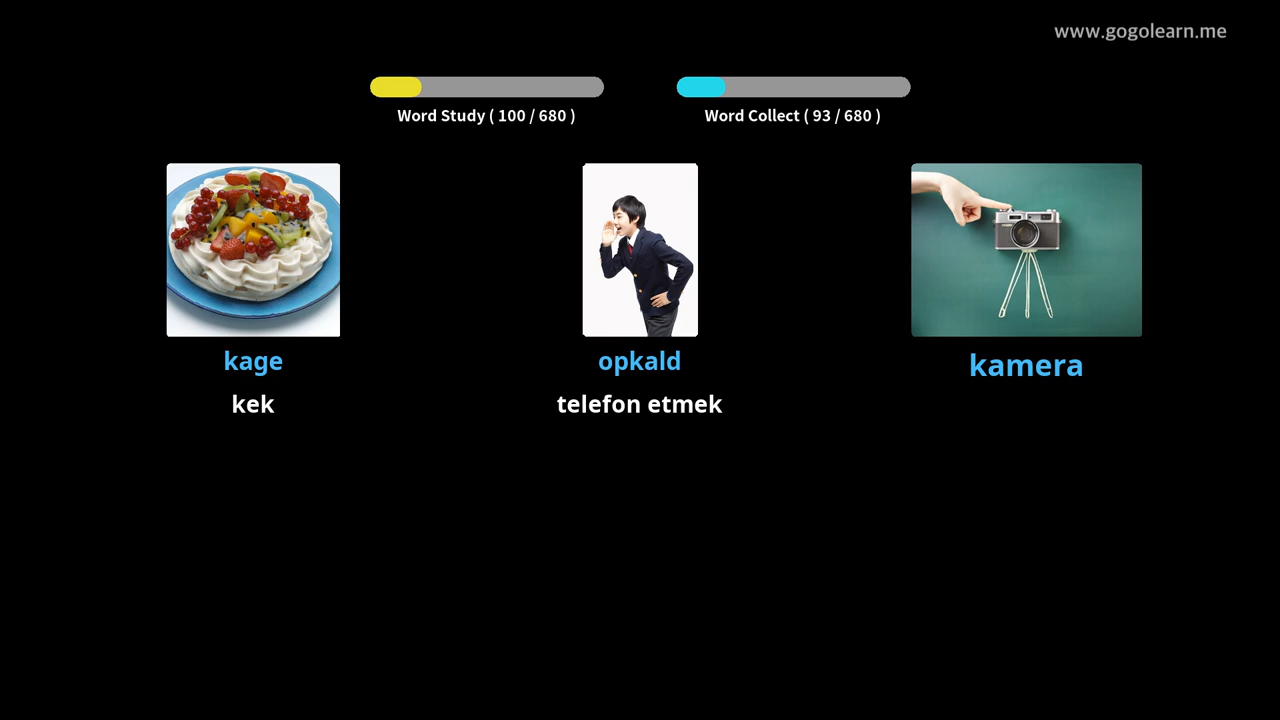 www.gogolearn.me
Word Study ( 100 / 680 )
Word Collect ( 93 / 680 )
kage
opkald
kamera
kek
telefon etmek